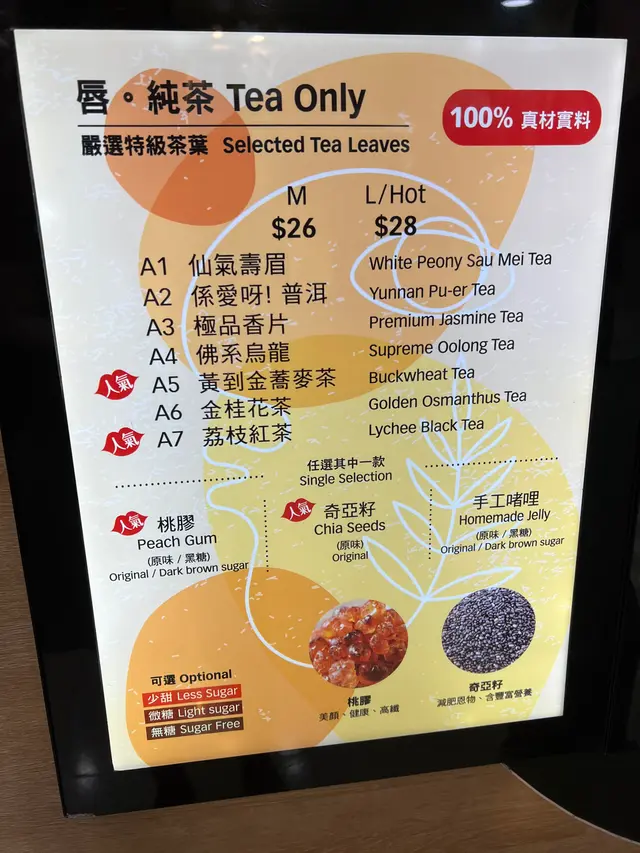 唇。純茶 Tea Only
嚴選特級茶葉 Selected Tea Leaves
100% 真材實料
M L/Hot
$26 $28
A1 仙氣壽眉 White Peony Sau Mei Tea
A2 係愛呀! 普洱 Yunnan Pu-er Tea
A3 極品香片 Premium Jasmine Tea
A4 佛系烏龍 Supreme Oolong Tea
人氣 A5 黃到金蕎麥茶 Buckwheat Tea
A6 金桂花茶 Golden Osmanthus Tea
人氣 A7 荔枝紅茶 Lychee Black Tea
任選其中一款
Single Selection
人氣 桃膠
Peach Gum
(原味 / 黑糖)
Original / Dark brown sugar
人氣 奇亞籽
Chia Seeds
(原味)
Original
手工啫喱
Homemade Jelly
(原味 / 黑糖)
Original / Dark brown sugar
可選 Optional
少甜 Less Sugar
微糖 Light sugar
無糖 Sugar Free
桃膠
美顏、健康、高纖
奇亞籽
減肥恩物、含豐富營養